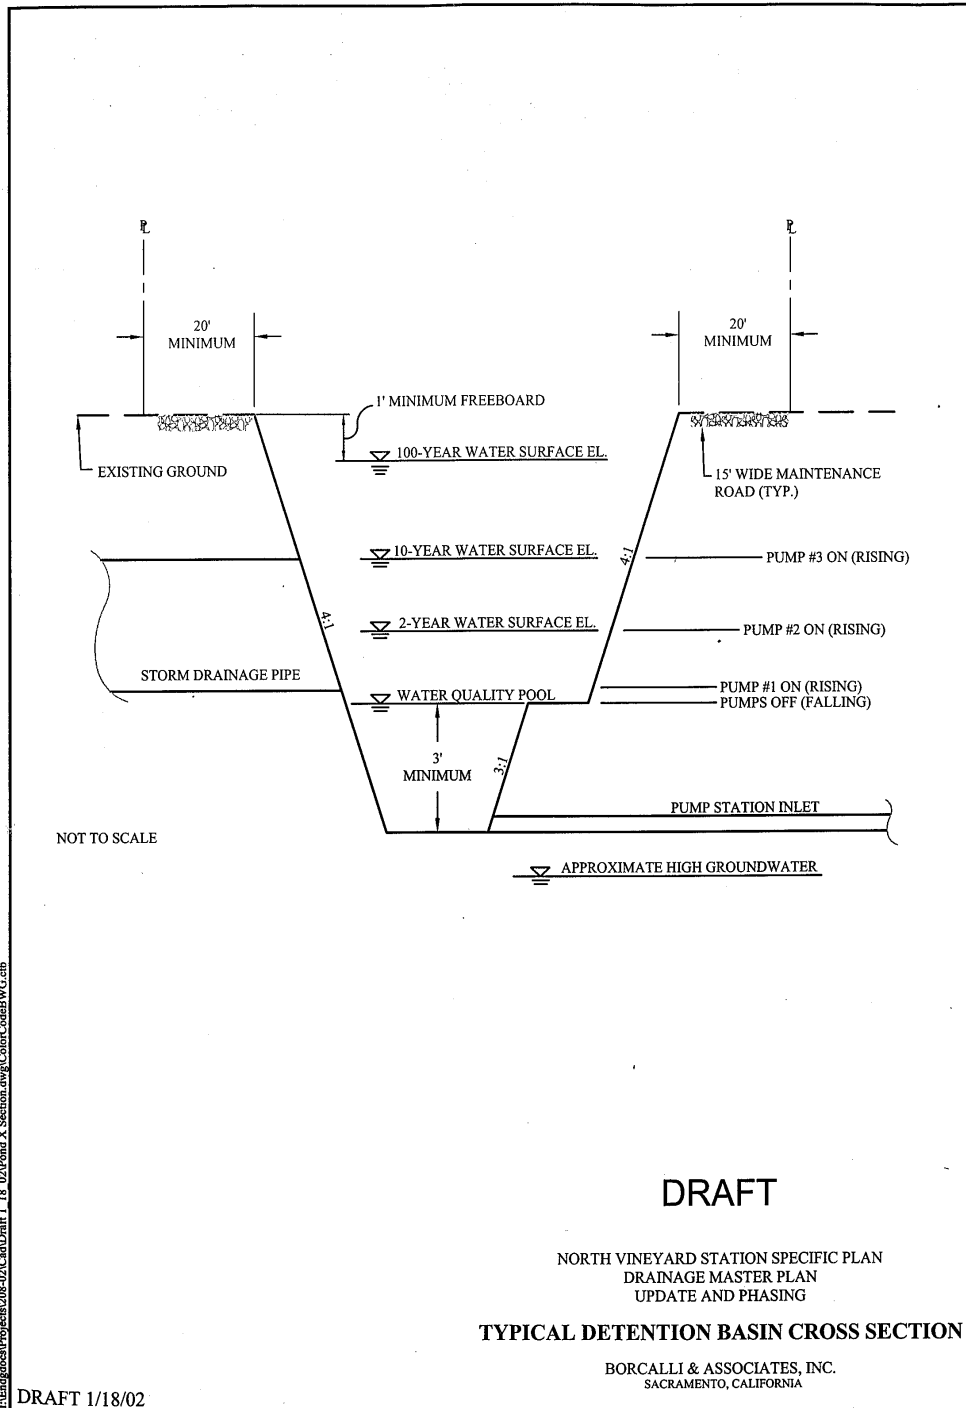 PL
PL
20'
MINIMUM
20'
MINIMUM
1' MINIMUM FREEBOARD
100-YEAR WATER SURFACE EL.
EXISTING GROUND
15' WIDE MAINTENANCE
ROAD (TYP.)
10-YEAR WATER SURFACE EL.
4:1
PUMP #3 ON (RISING)
4:1
2-YEAR WATER SURFACE EL.
PUMP #2 ON (RISING)
STORM DRAINAGE PIPE
PUMP #1 ON (RISING)
WATER QUALITY POOL
PUMPS OFF (FALLING)
3'
MINIMUM
3:1
PUMP STATION INLET
NOT TO SCALE
APPROXIMATE HIGH GROUNDWATER
DRAFT
NORTH VINEYARD STATION SPECIFIC PLAN
DRAINAGE MASTER PLAN
UPDATE AND PHASING
TYPICAL DETENTION BASIN CROSS SECTION
BORCALLI & ASSOCIATES, INC.
SACRAMENTO, CALIFORNIA
DRAFT 1/18/02